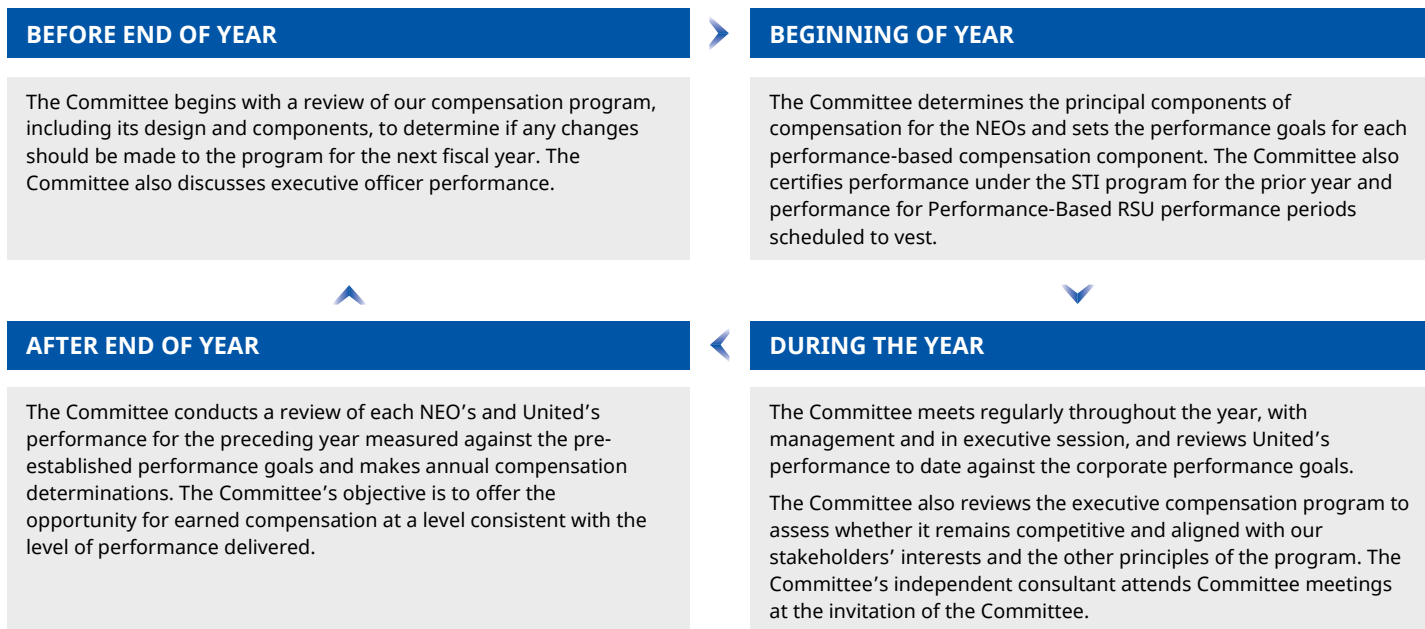 BEFORE END OF YEAR
The Committee begins with a review of our compensation program,
including its design and components, to determine if any changes
should be made to the program for the next fiscal year. The
Committee also discusses executive officer performance.
BEGINNING OF YEAR
The Committee determines the principal components of
compensation for the NEOs and sets the performance goals for each
performance-based compensation component. The Committee also
certifies performance under the STI program for the prior year and
performance for Performance-Based RSU performance periods
scheduled to vest.
AFTER END OF YEAR
The Committee conducts a review of each NEO’s and United’s
performance for the preceding year measured against the pre-
established performance goals and makes annual compensation
determinations. The Committee’s objective is to offer the
opportunity for earned compensation at a level consistent with the
level of performance delivered.
DURING THE YEAR
The Committee meets regularly throughout the year, with
management and in executive session, and reviews United’s
performance to date against the corporate performance goals.
The Committee also reviews the executive compensation program to
assess whether it remains competitive and aligned with our
stakeholders’ interests and the other principles of the program. The
Committee’s independent consultant attends Committee meetings
at the invitation of the Committee.